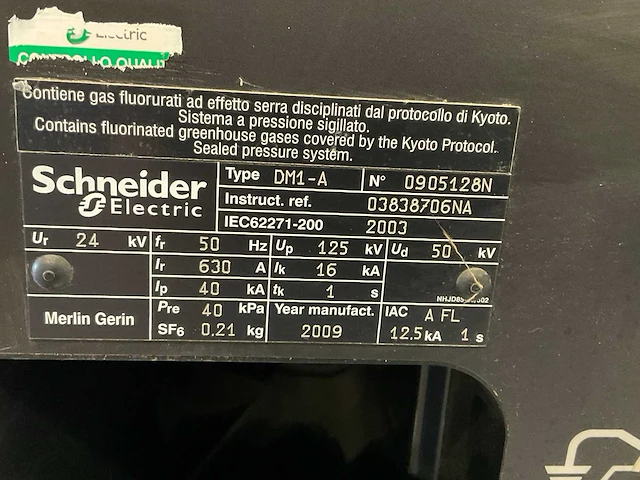 Electric
CONTROLLO QUALIT
Contiene gas fluorurati ad effetto serra disciplinati dal protocollo di Kyoto.
Sistema a pressione sigillato.
Contains fluorinated greenhouse gases covered by the Kyoto Protocol.
Sealed pressure system.
Schneider Electric
Type DM1-A N° 0905128N
Instruct. ref. 03838706NA
IEC62271-200 2003
Ur 24 kV fr 50 Hz Up 125 kV Ud 50 kV
Ir 630 A Ik 16 kA
Ip 40 kA tk 1 s
Merlin Gerin
Pre 40 kPa Year manufact. IAC A FL
SF6 0.21 kg 2009 12.5 kA 1 s